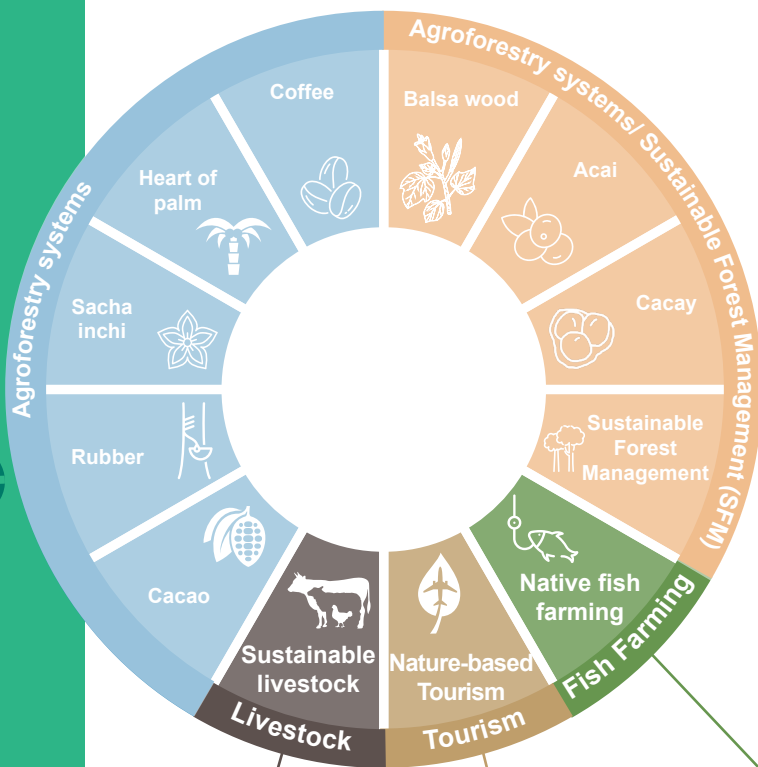 Agroforestry systems/ Sustainable Forest Management (SFM)
Balsa wood
Acai
Cacay
Sustainable
Forest
Management
Fish Farming
Native fish
farming
Tourism
Nature-based
Tourism
Livestock
Sustainable
livestock
Agroforestry systems
Cacao
Rubber
Sacha
inchi
Heart of
palm
Coffee